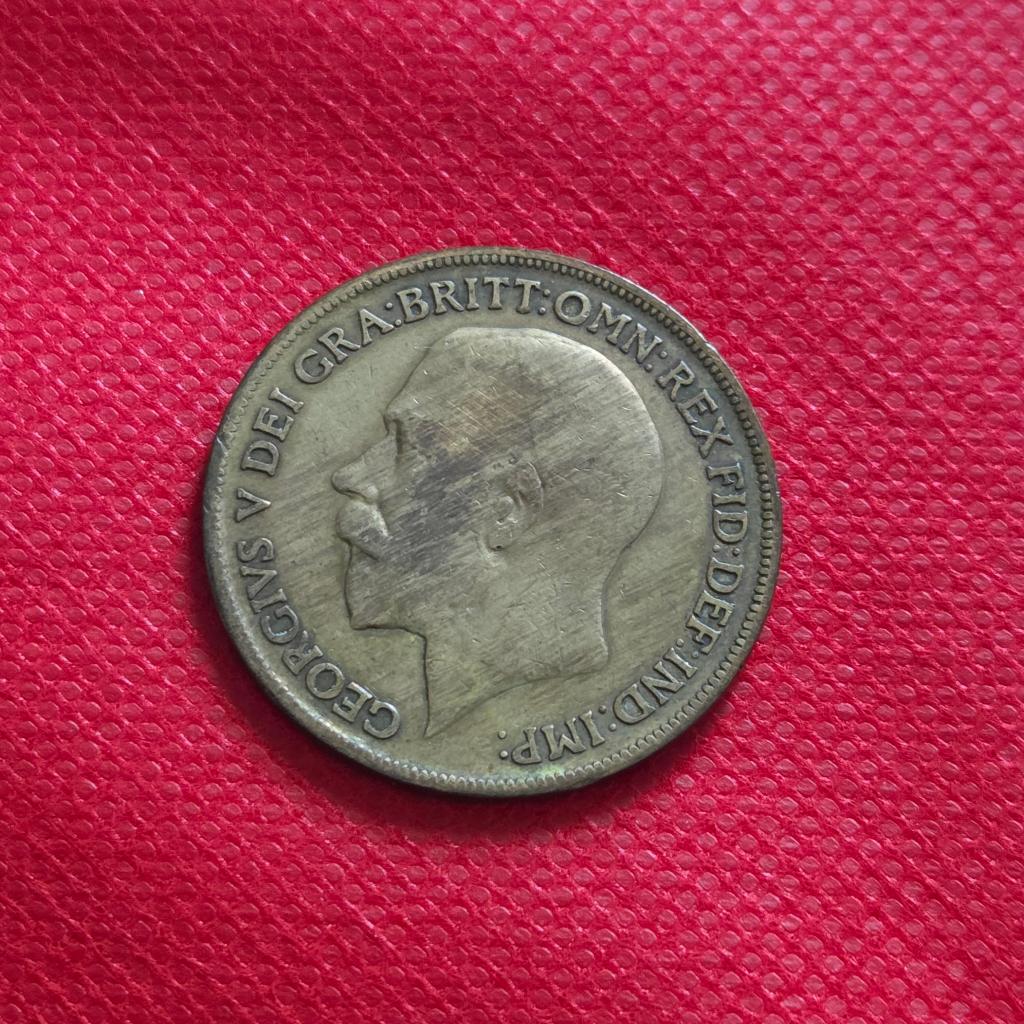 GEORGIVS V DEI GRA:BRITT:OMN:REX FID:DEF:IND:IMP: